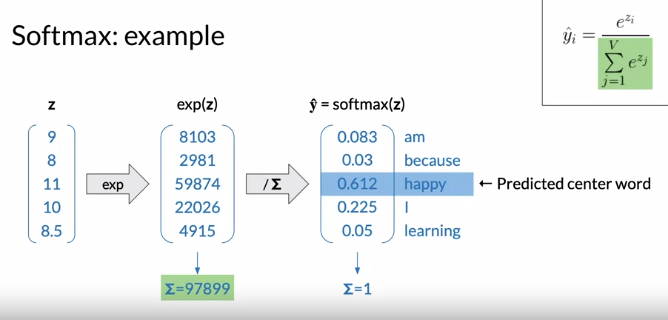 Softmax: example
ŷᵢ = e^{zᵢ} / Σ_{j=1}^{V} e^{zⱼ}
z exp(z) ŷ = softmax(z)
9 8103 0.083 am
8 2981 0.03 because
11 exp 59874 / Σ 0.612 happy ← Predicted center word
10 22026 0.225 I
8.5 4915 0.05 learning
Σ=97899 Σ=1